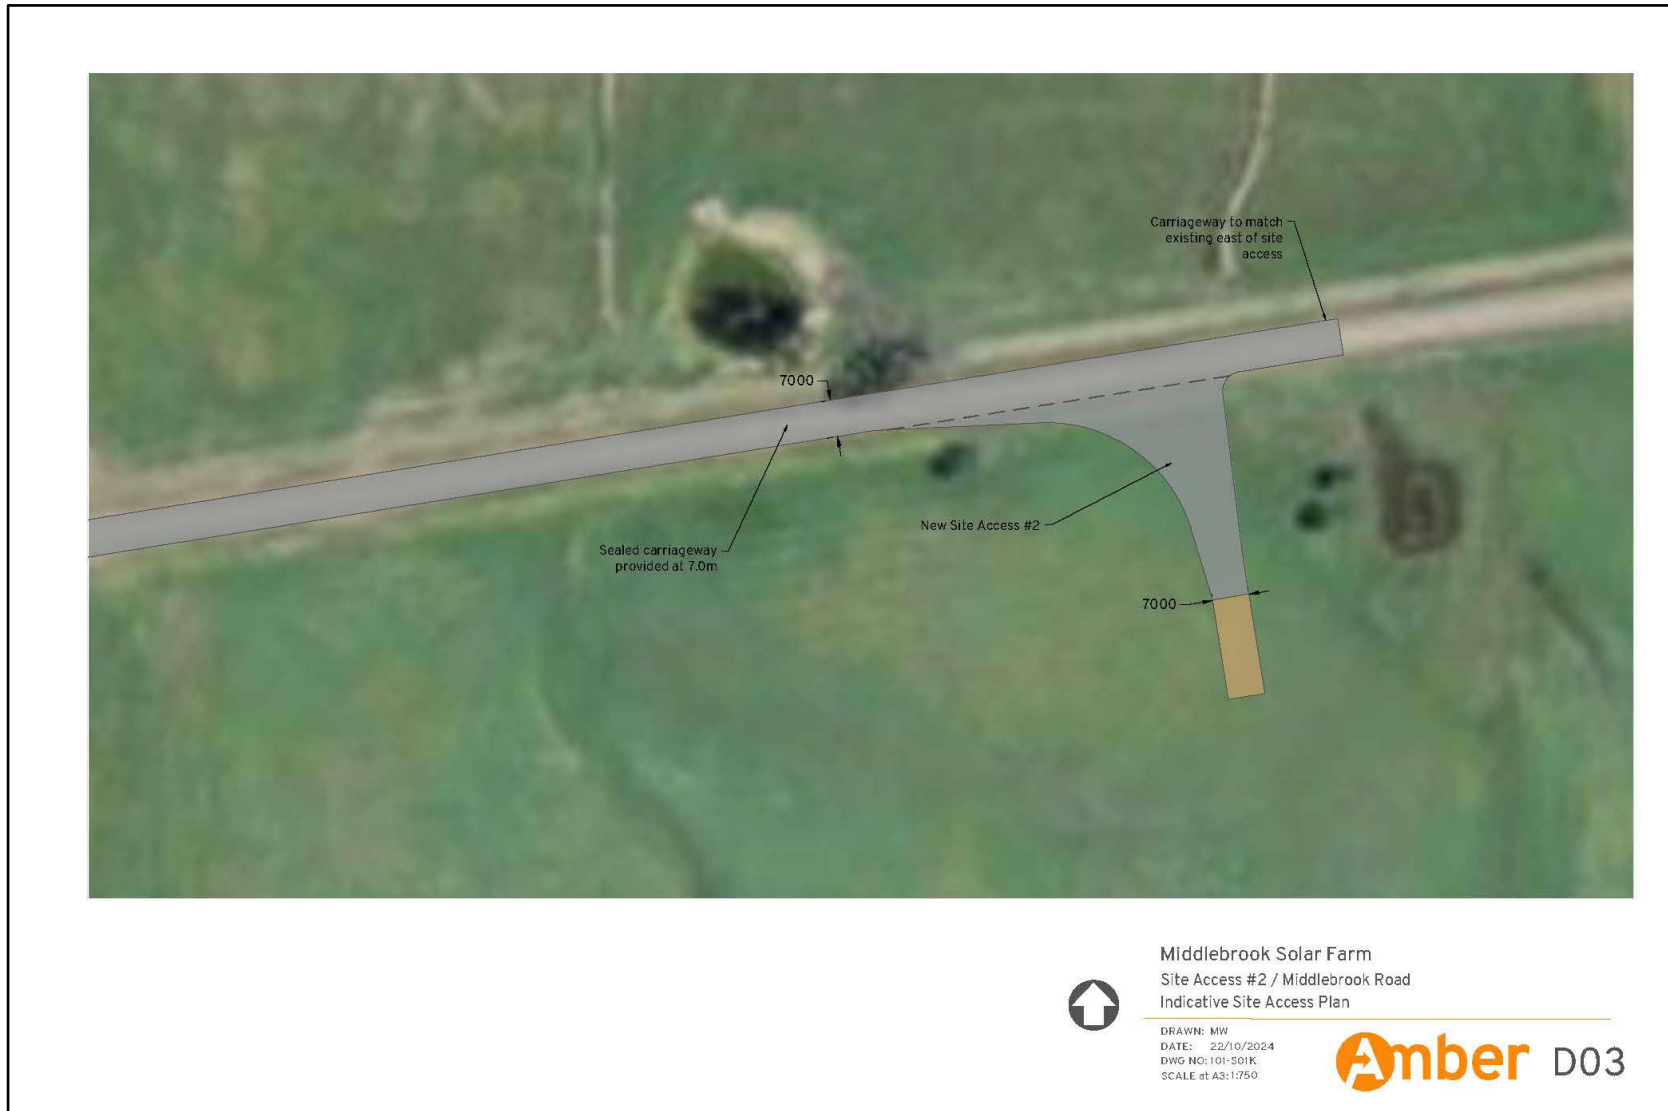 Carriageway to match
existing east of site
access
7000
Sealed carriageway
provided at 7.0m
New Site Access #2
7000
Middlebrook Solar Farm
Site Access #2 / Middlebrook Road
Indicative Site Access Plan
DRAWN: MW
DATE: 22/10/2024
DWG NO: 101-S01K
SCALE at A3: 1:750
Amber D03